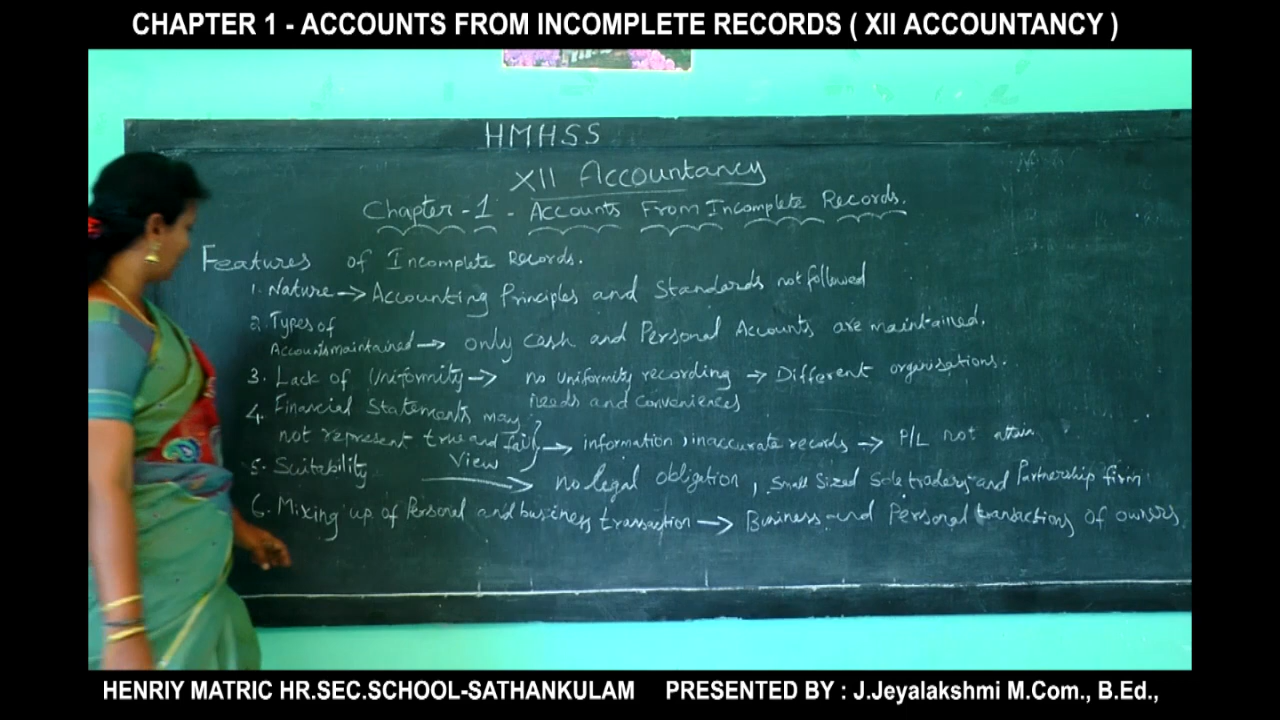 CHAPTER 1 - ACCOUNTS FROM INCOMPLETE RECORDS ( XII ACCOUNTANCY )
HMHSS
XII Accountancy
Chapter - 1 - Accounts From Incomplete Records.
Features of Incomplete Records.
1. Nature → Accounting Principles and Standards not followed
2. Types of
Accounts maintained → only cash and Personal Accounts are maintained.
3. Lack of Uniformity → no uniformity recording → Different organisations.
needs and conveniences
4. Financial Statements may
not represent true and fair → information, inaccurate records → P/L not attain
View
5. Suitability → no legal obligation, Small Sized Sole traders and Partnership firm
6. Mixing up of Personal and business transaction → Business and Personal transactions of owners
HENRIY MATRIC HR.SEC.SCHOOL-SATHANKULAM PRESENTED BY : J.Jeyalakshmi M.Com., B.Ed.,